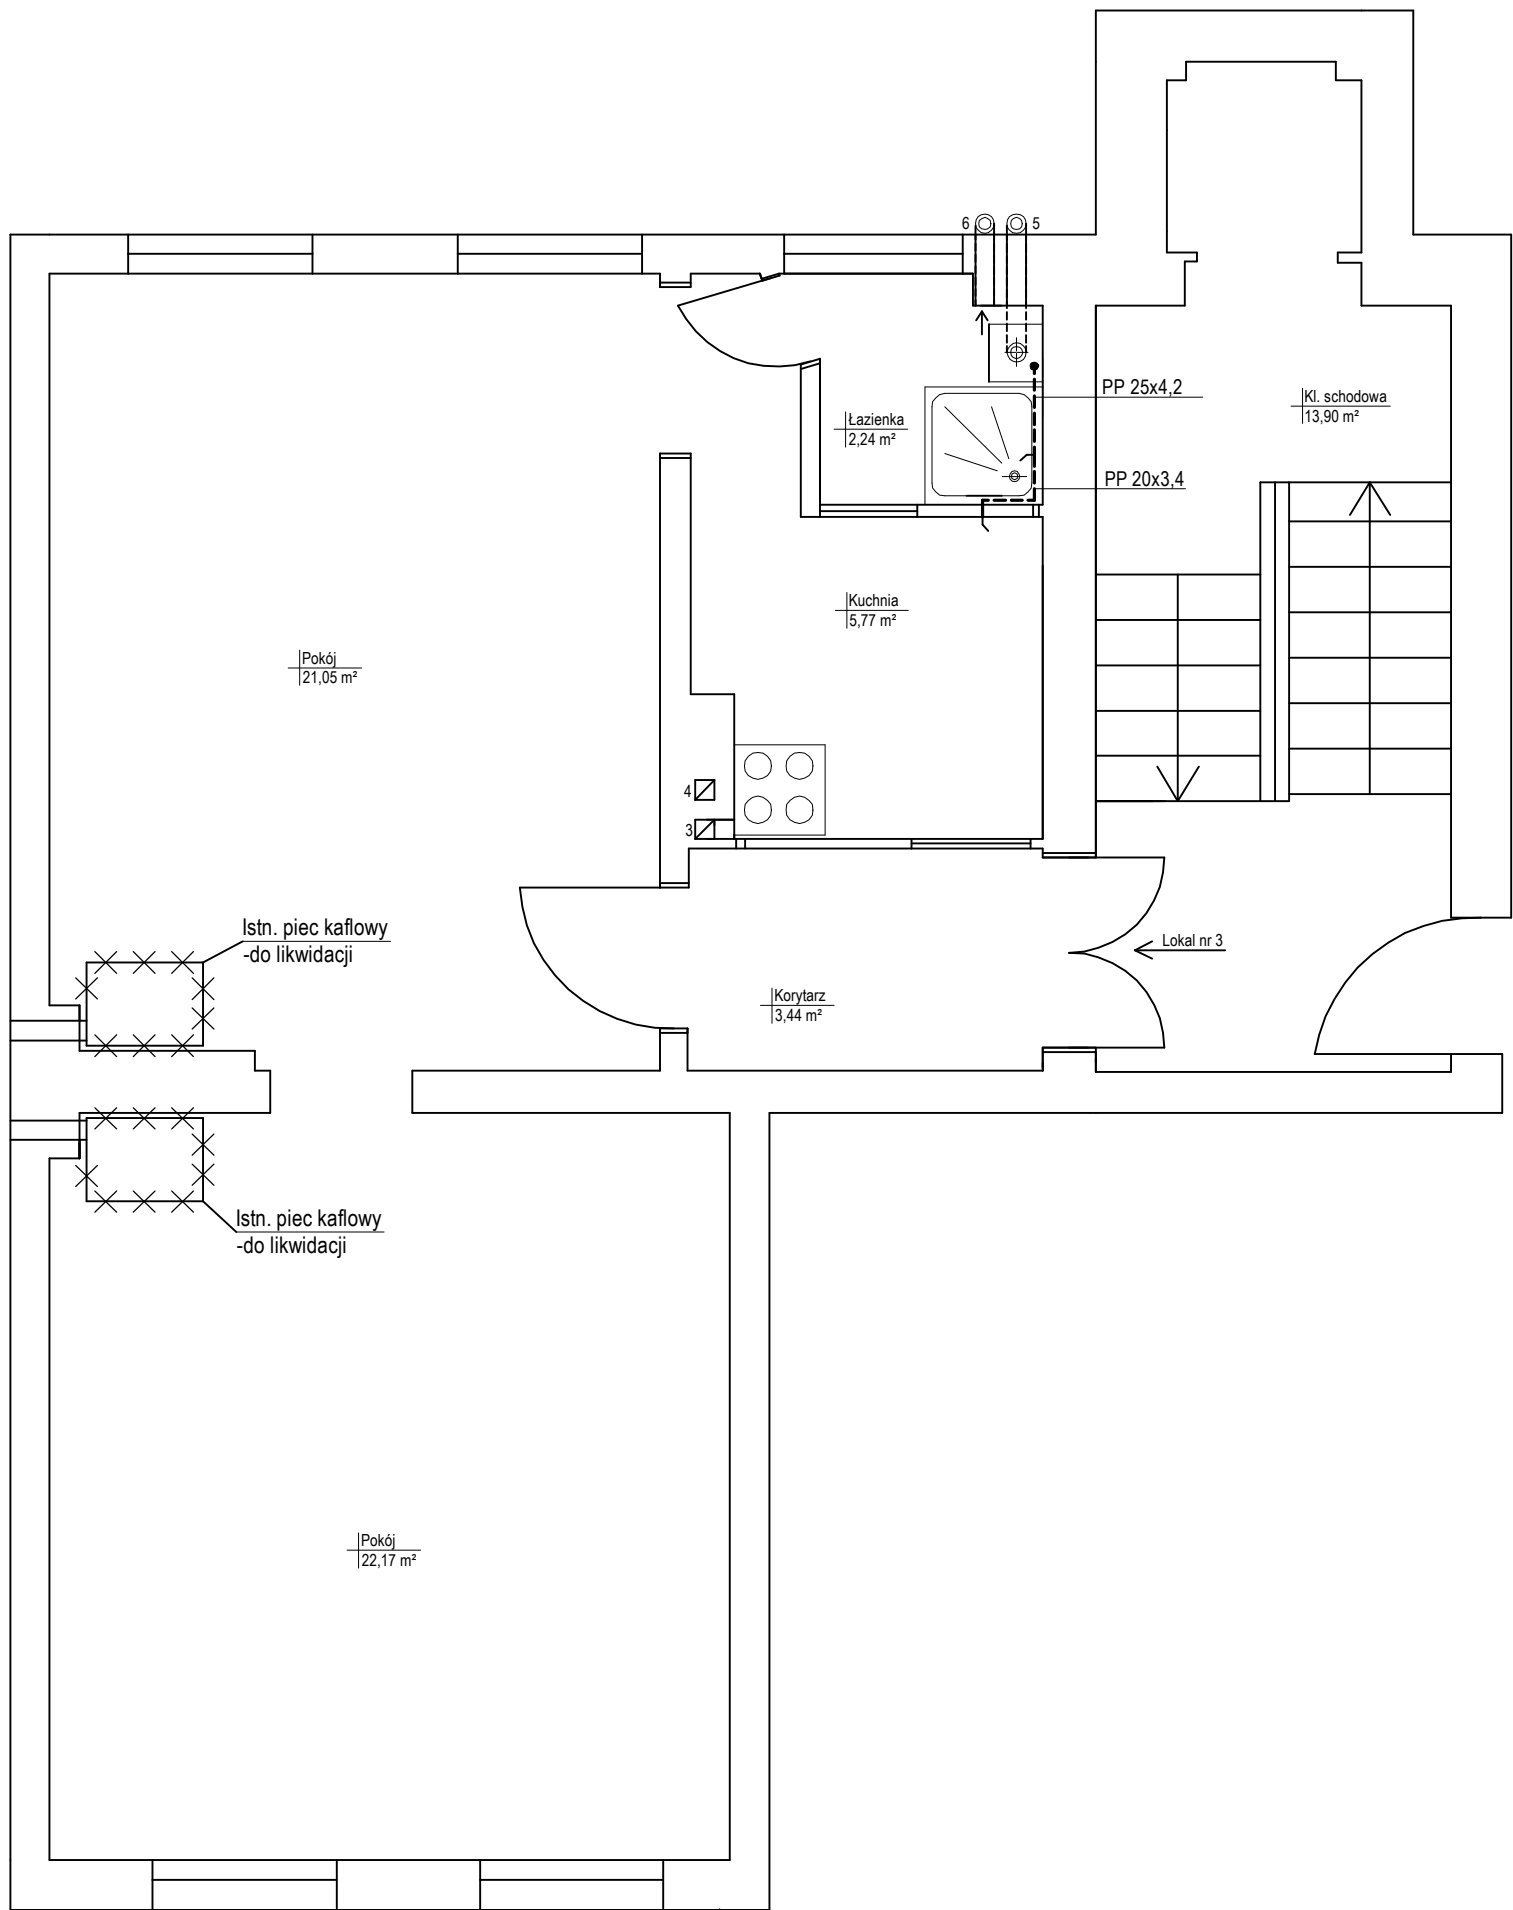 6
5
PP 25x4,2
Kl. schodowa
13,90 m²
Łazienka
2,24 m²
PP 20x3,4
Kuchnia
5,77 m²
Pokój
21,05 m²
4
3
Istn. piec kaflowy
-do likwidacji
Lokal nr 3
Korytarz
3,44 m²
Istn. piec kaflowy
-do likwidacji
Pokój
22,17 m²